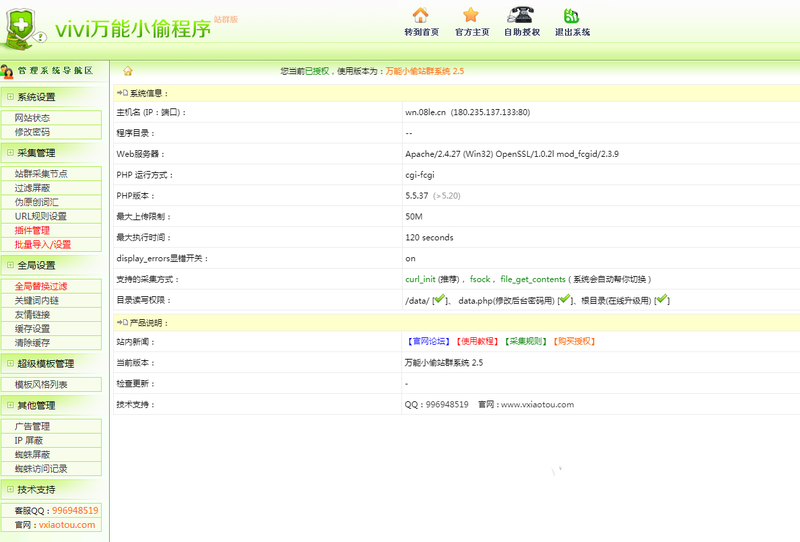 vivi万能小偷程序 站群版
转到首页 官方主页 自助授权 退出系统
管理系统导航区
您当前已授权，使用版本为：万能小偷站群系统 2.5
系统设置
网站状态
修改密码
采集管理
站群采集节点
过滤屏蔽
伪原创词汇
URL规则设置
插件管理
批量导入/设置
全局设置
全局替换过滤
关键词内链
友情链接
缓存设置
清除缓存
超级模板管理
模板风格列表
其他管理
广告管理
IP 屏蔽
蜘蛛屏蔽
蜘蛛访问记录
技术支持
客服QQ：996948519
官网：vxiaotou.com
系统信息：
主机名 (IP：端口)： wn.08le.cn (180.235.137.133:80)
程序目录： --
Web服务器： Apache/2.4.27 (Win32) OpenSSL/1.0.2l mod_fcgid/2.3.9
PHP 运行方式： cgi-fcgi
PHP版本： 5.5.37 (>5.20)
最大上传限制： 50M
最大执行时间： 120 seconds
display_errors显错开关： on
支持的采集方式： curl_init (推荐)，fsock，file_get_contents ( 系统会自动帮你切换 )
目录读写权限： /data/ [✓]、 data.php(修改后台密码用) [✓]、根目录(在线升级用) [✓]
产品说明：
站内新闻： 【官网论坛】【使用教程】【采集规则】【购买授权】
当前版本： 万能小偷站群系统 2.5
检查更新： -
技术支持： QQ：996948519 官网：www.vxiaotou.com